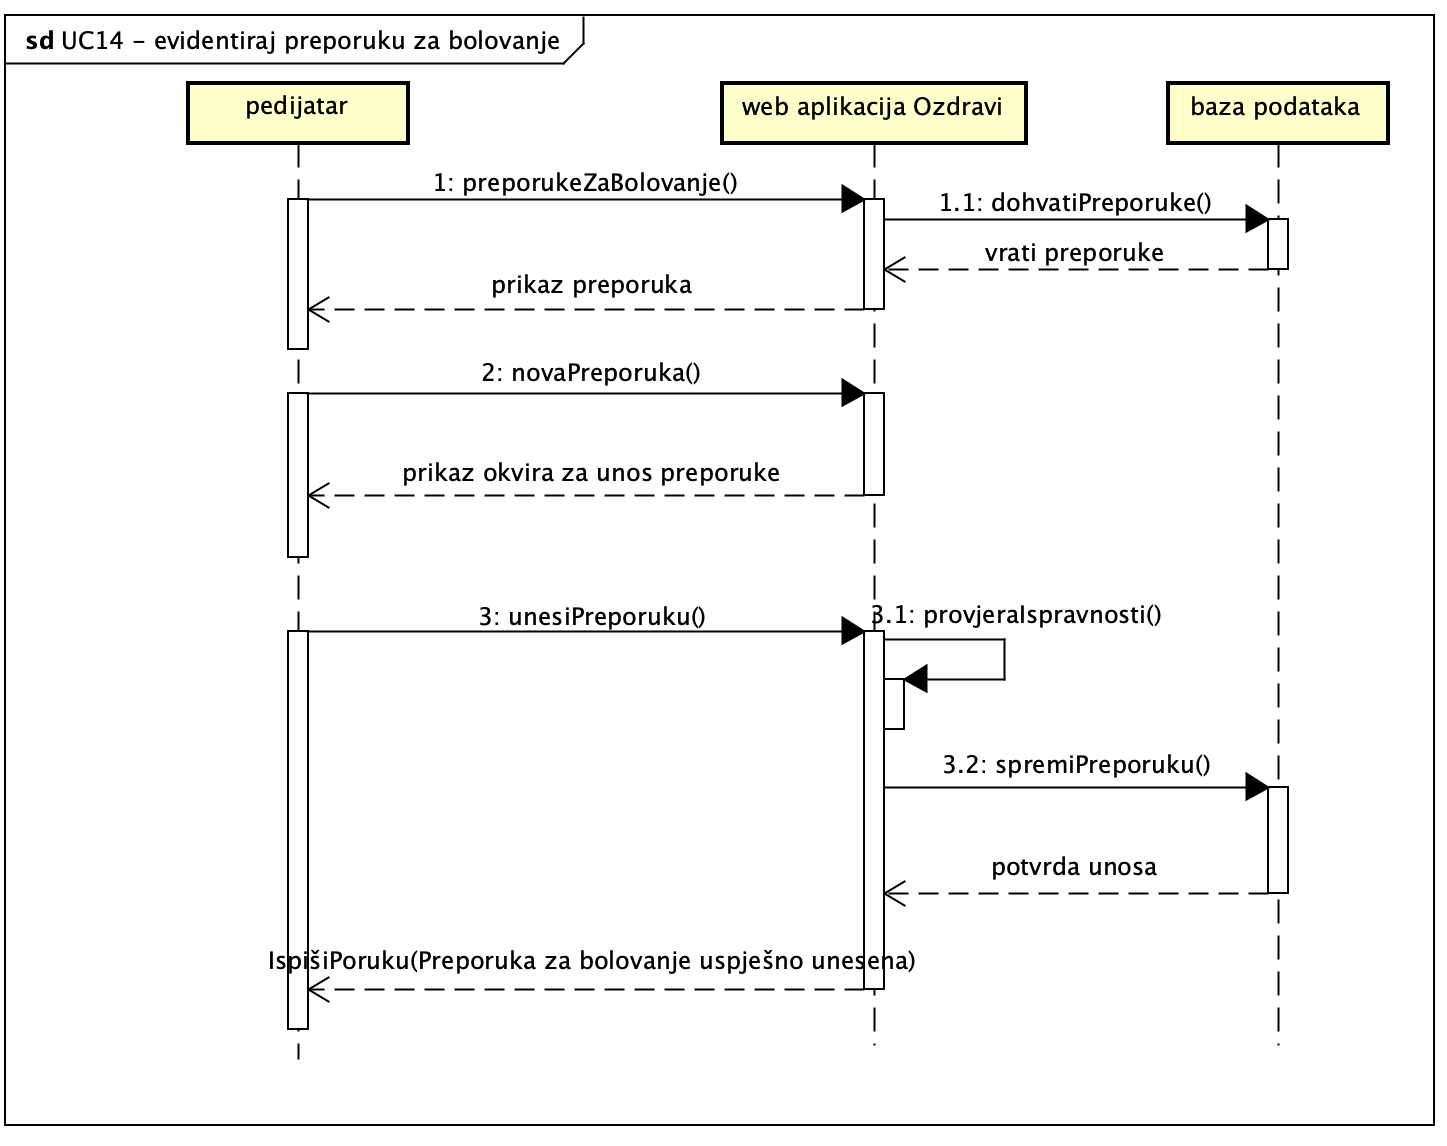 sd UC14 - evidentiraj preporuku za bolovanje
pedijatar
web aplikacija Ozdravi
baza podataka
1: preporukeZaBolovanje()
1.1: dohvatiPreporuke()
vrati preporuke
prikaz preporuka
2: novaPreporuka()
prikaz okvira za unos preporuke
3: unesiPreporuku()
3.1: provjeraIspravnosti()
3.2: spremiPreporuku()
potvrda unosa
IspišiPoruku(Preporuka za bolovanje uspješno unesena)